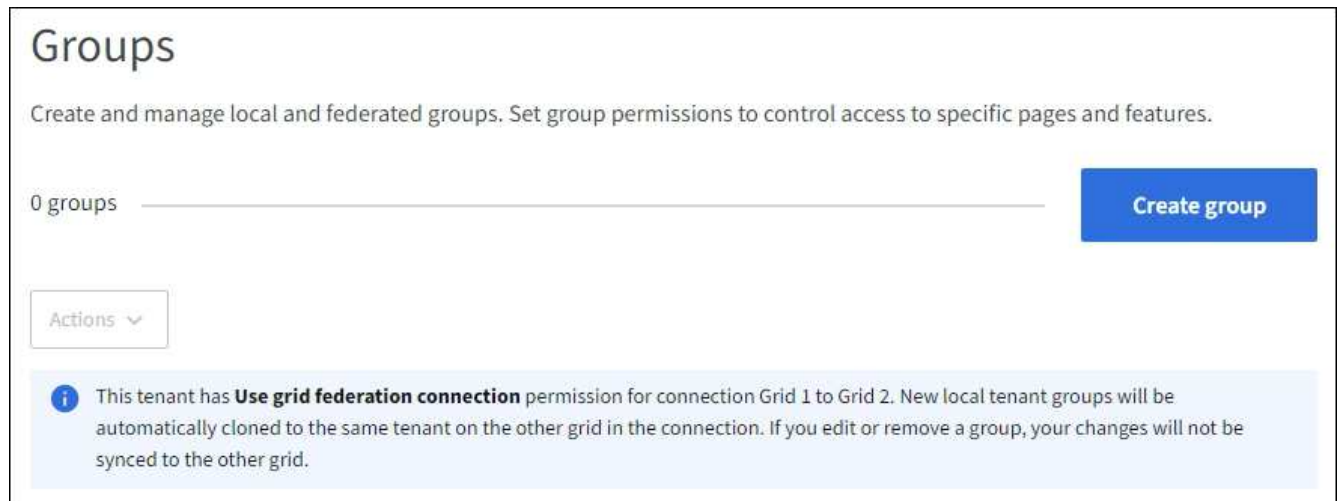 Groups
Create and manage local and federated groups. Set group permissions to control access to specific pages and features.
0 groups
Create group
Actions
This tenant has Use grid federation connection permission for connection Grid 1 to Grid 2. New local tenant groups will be
automatically cloned to the same tenant on the other grid in the connection. If you edit or remove a group, your changes will not be
synced to the other grid.